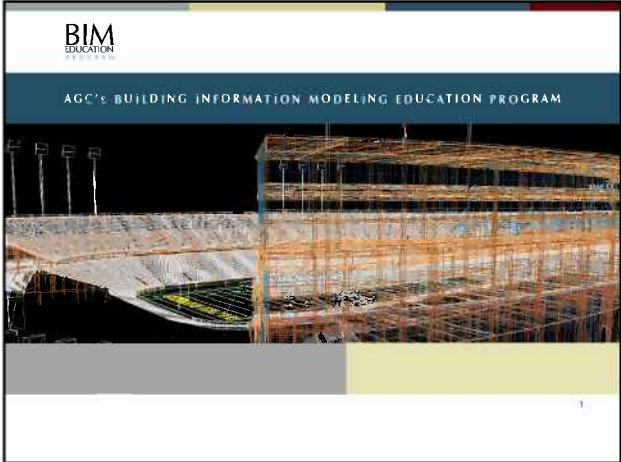 BIM
EDUCATION
PROGRAM
AGC's BUiLDiNG iNFORMATiON MODELiNG EDUCATiON PROGRAM
1